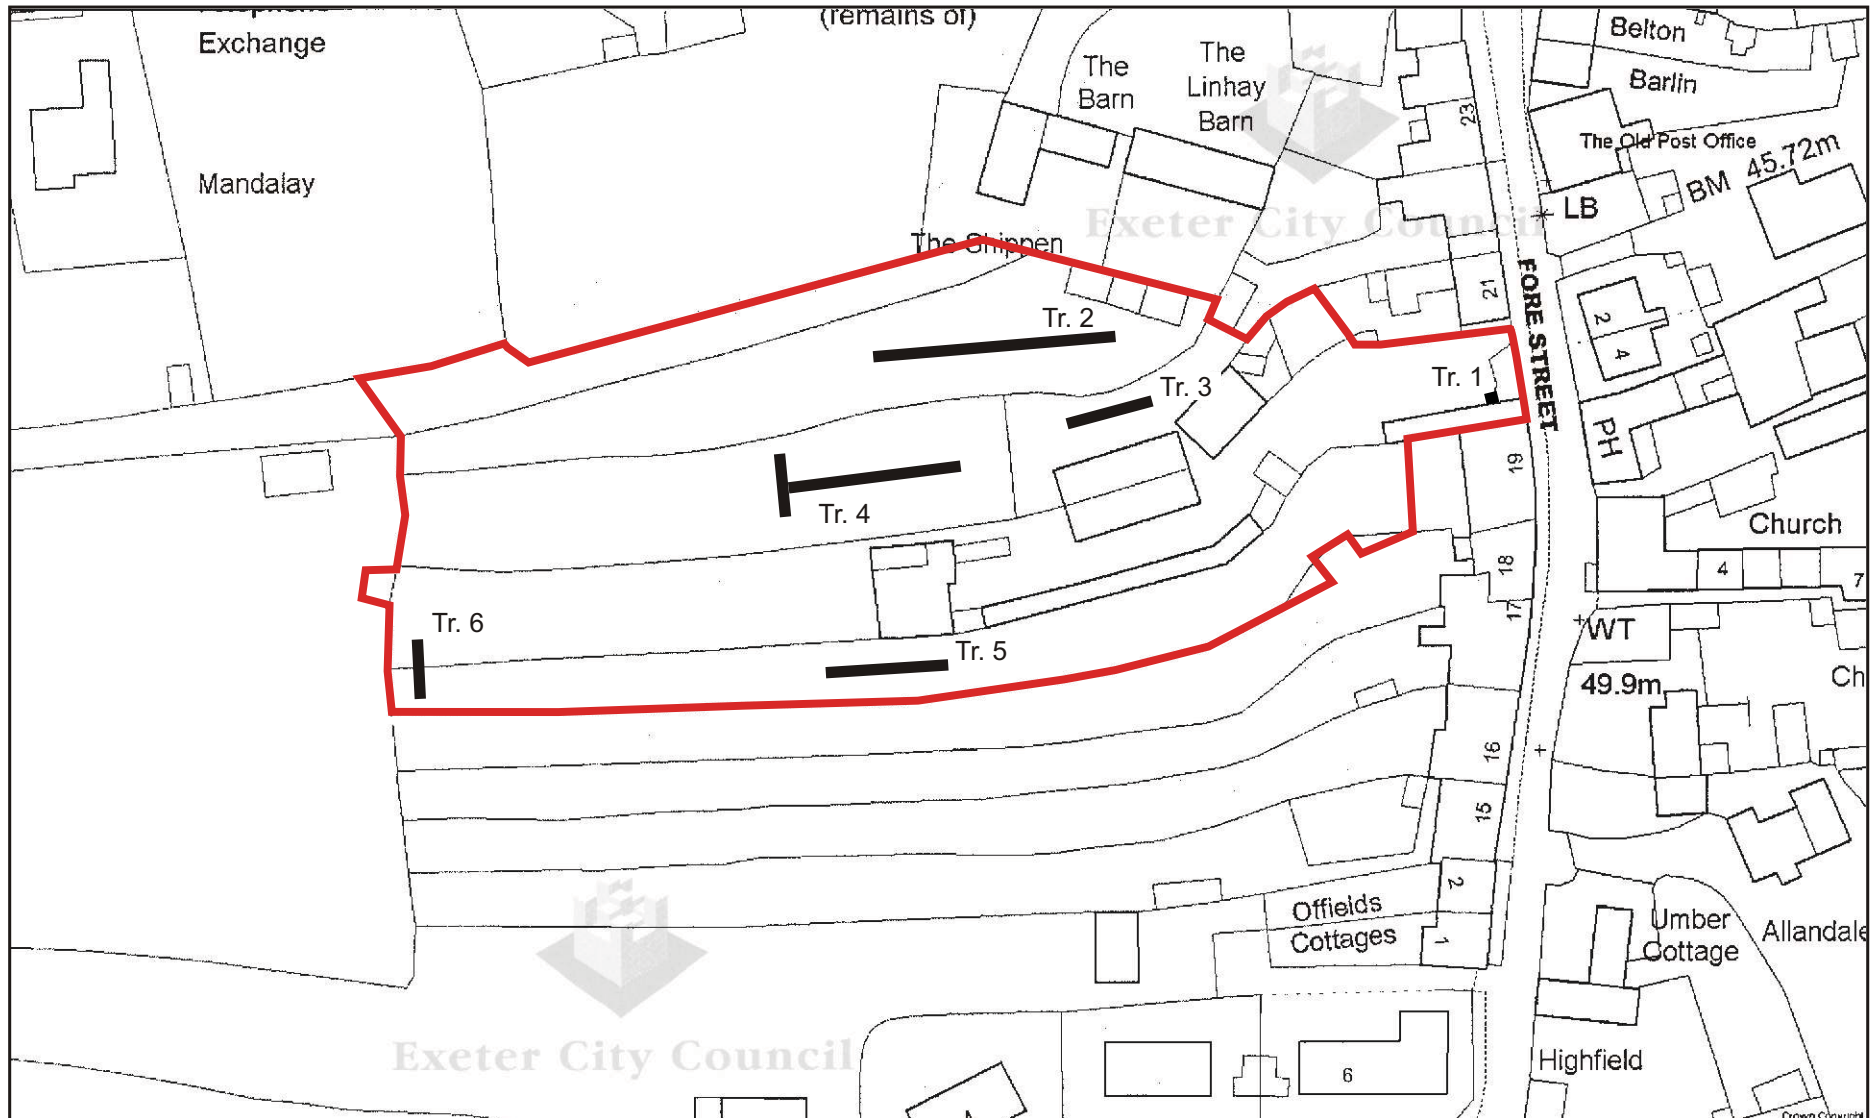 (remains of)
Exchange
Mandalay
The
Barn
The
Linhay
Barn
The Shippen
23
Belton
Barlin
The Old Post Office
BM 45.72m
LB
Exeter City Council
21
FORE STREET
2
4
PH
19
Church
4
7
18
17
WT
49.9m
Ch
16
15
2
1
Tr. 1
Tr. 2
Tr. 3
Tr. 4
Tr. 5
Tr. 6
Offields
Cottages
Umber
Cottage
Allandale
Exeter City Council
6
Highfield
Crown Copyright